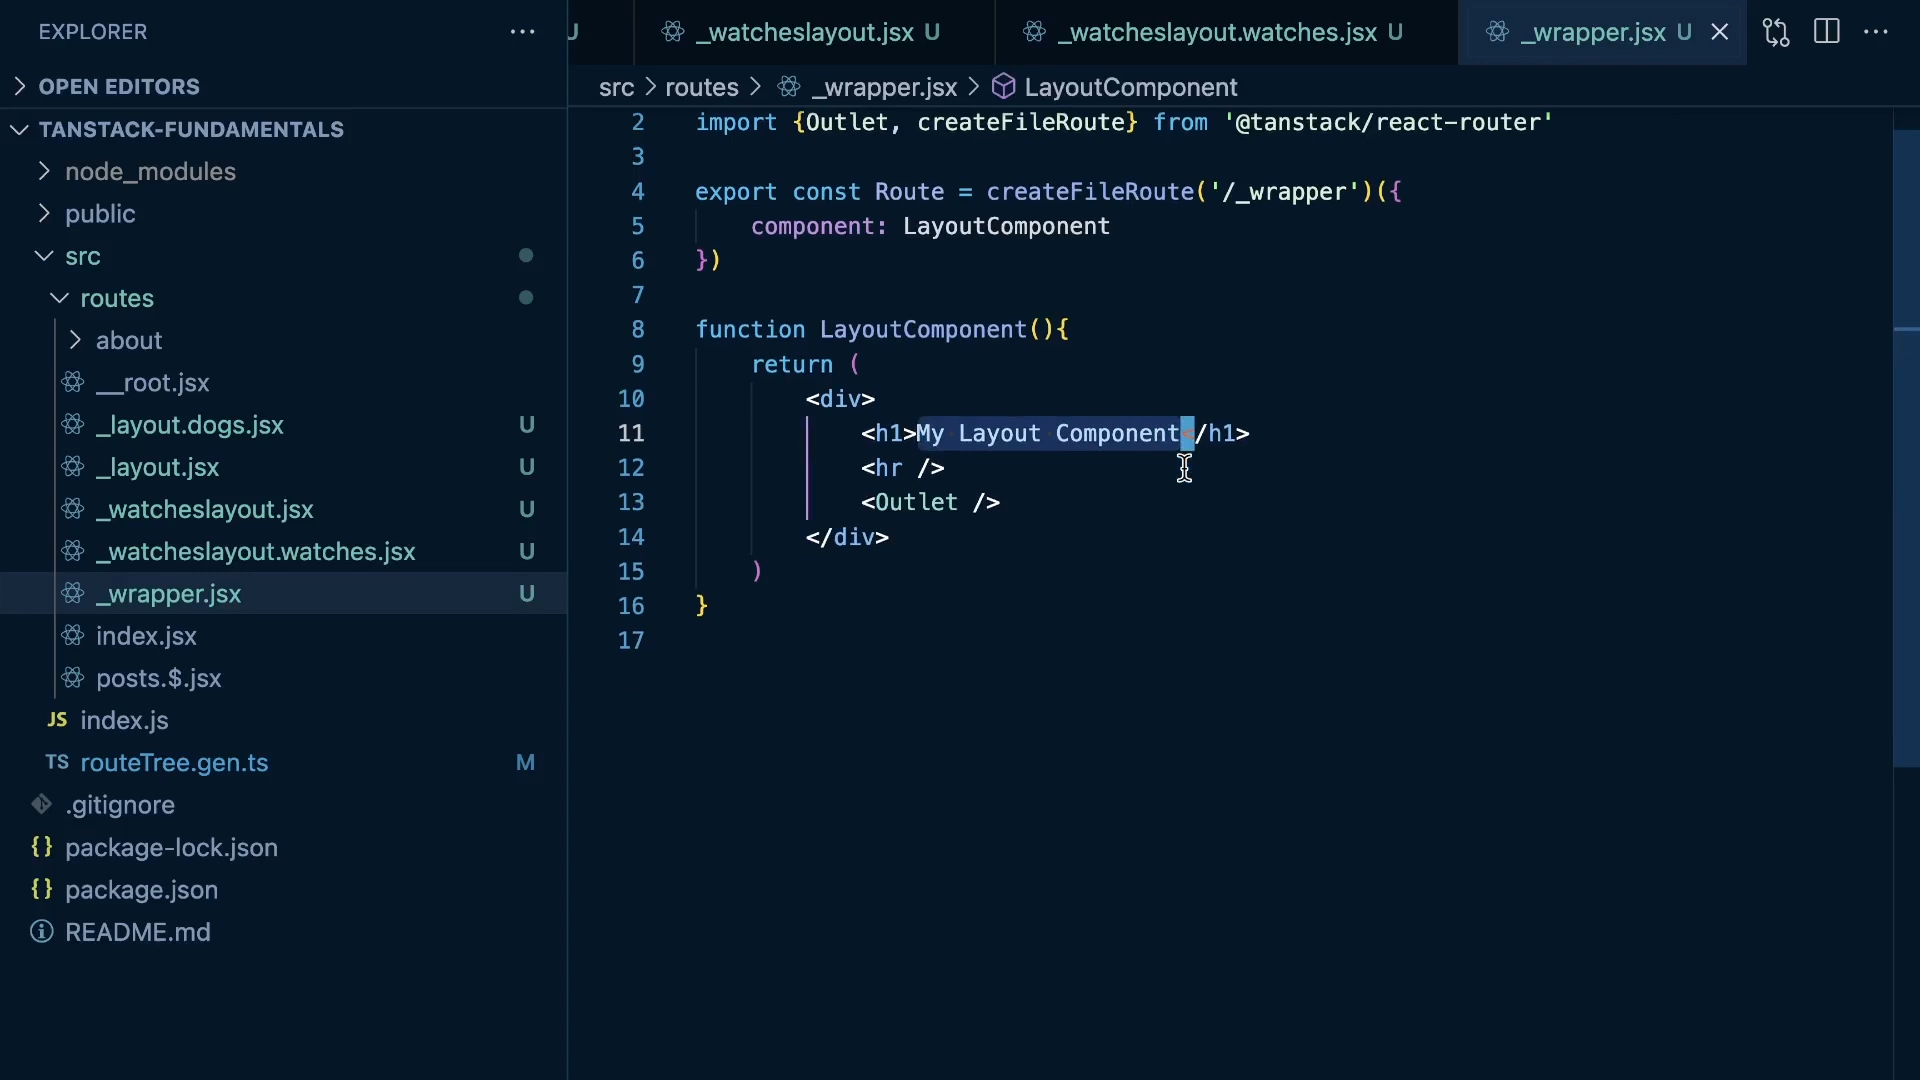 EXPLORER
OPEN EDITORS
TANSTACK-FUNDAMENTALS
node_modules
public
src
routes
about
__root.jsx
_layout.dogs.jsx U
_layout.jsx U
_watcheslayout.jsx U
_watcheslayout.watches.jsx U
_wrapper.jsx U
index.jsx
posts.$.jsx
JS index.js
TS routeTree.gen.ts M
.gitignore
{} package-lock.json
{} package.json
README.md
U _watcheslayout.jsx U _watcheslayout.watches.jsx U _wrapper.jsx U
src > routes > _wrapper.jsx > LayoutComponent
2 import {Outlet, createFileRoute} from '@tanstack/react-router'
3
4 export const Route = createFileRoute('/_wrapper')({
5 component: LayoutComponent
6 })
7
8 function LayoutComponent(){
9 return (
10 <div>
11 <h1>My Layout Component</h1>
12 <hr />
13 <Outlet />
14 </div>
15 )
16 }
17